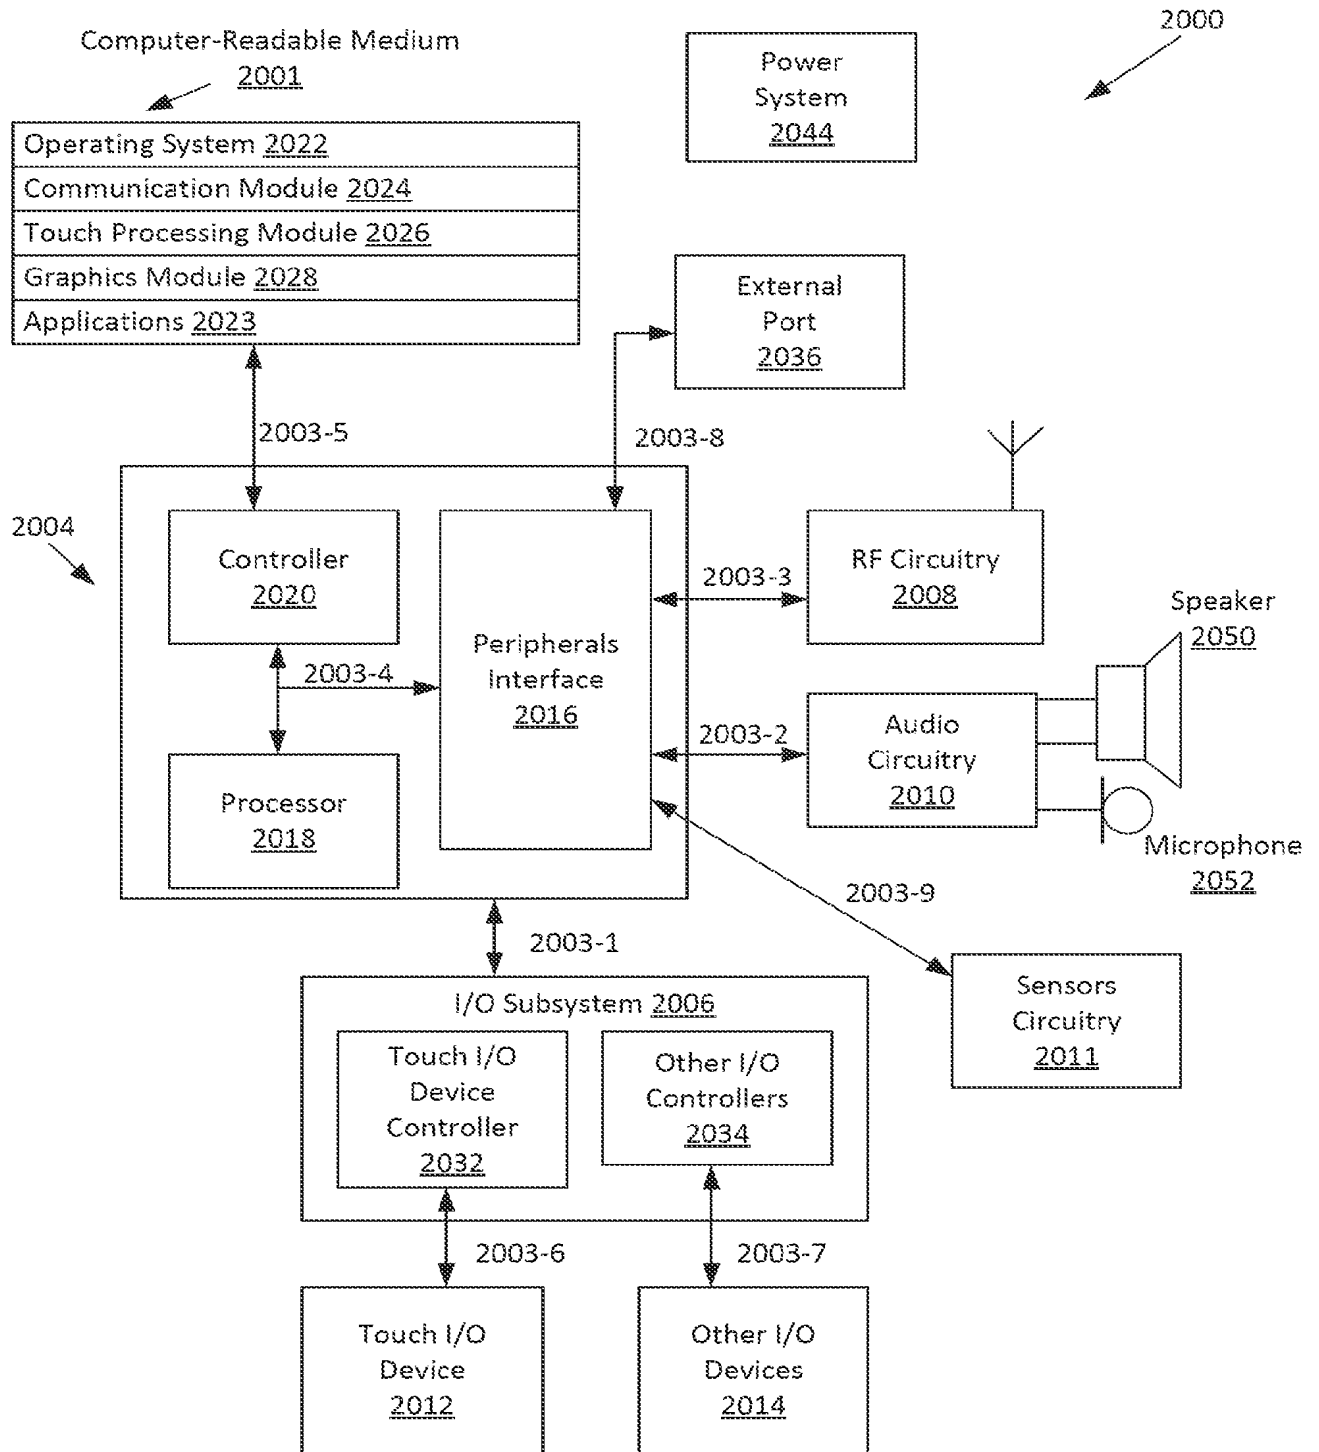 2000
Computer-Readable Medium
2001
Power
System
2044
Operating System 2022
Communication Module 2024
Touch Processing Module 2026
Graphics Module 2028
Applications 2023
External
Port
2036
2003-5
2003-8
2004
Controller
2020
Peripherals
Interface
2016
2003-4
Processor
2018
2003-3
RF Circuitry
2008
Speaker
2050
2003-2
Audio
Circuitry
2010
Microphone
2052
2003-9
2003-1
Sensors
Circuitry
2011
I/O Subsystem 2006
Touch I/O
Device
Controller
2032
Other I/O
Controllers
2034
2003-6
2003-7
Touch I/O
Device
2012
Other I/O
Devices
2014